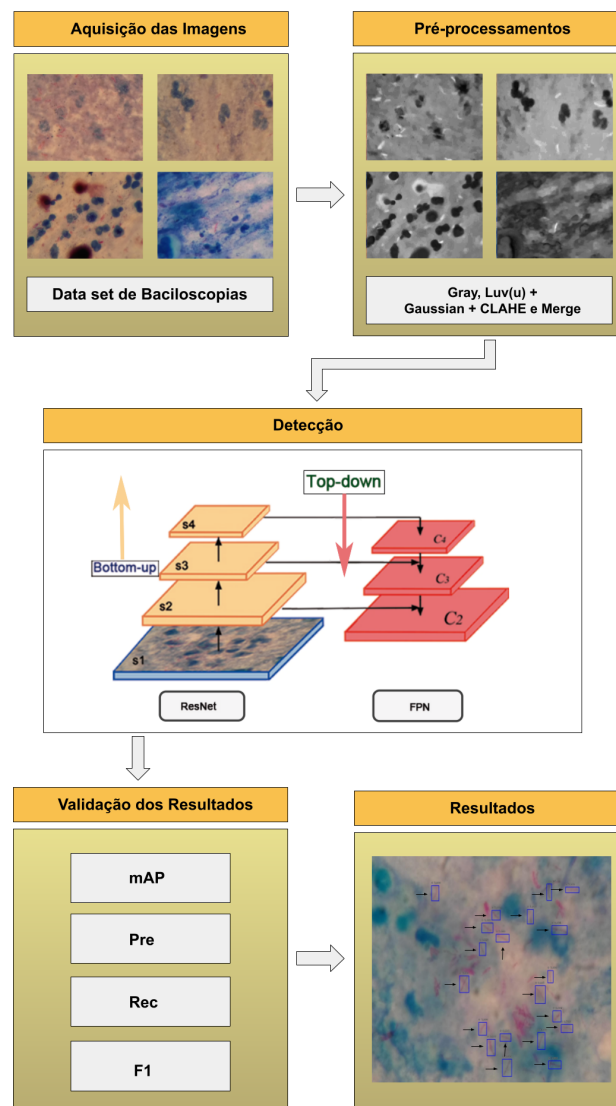 Aquisição das Imagens
Data set de Baciloscopias
Pré-processamentos
Gray, Luv(u) +
Gaussian + CLAHE e Merge
Detecção
Top-down
Bottom-up
s4
s3
s2
s1
C4
C3
C2
ResNet
FPN
Validação dos Resultados
mAP
Pre
Rec
F1
Resultados